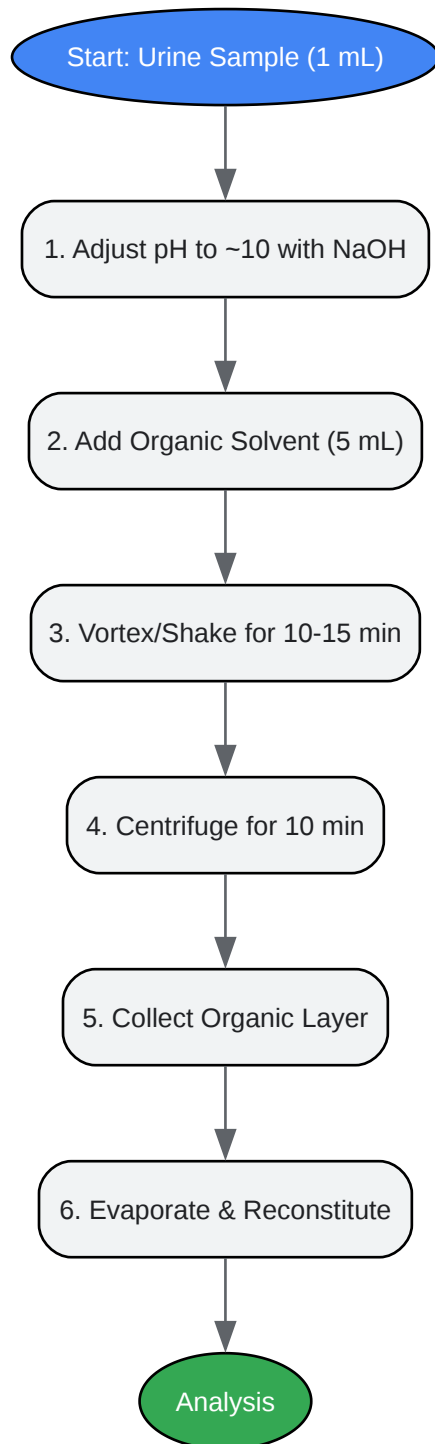 Start: Urine Sample (1 mL)
1. Adjust pH to ~10 with NaOH
2. Add Organic Solvent (5 mL)
3. Vortex/Shake for 10-15 min
4. Centrifuge for 10 min
5. Collect Organic Layer
6. Evaporate & Reconstitute
Analysis